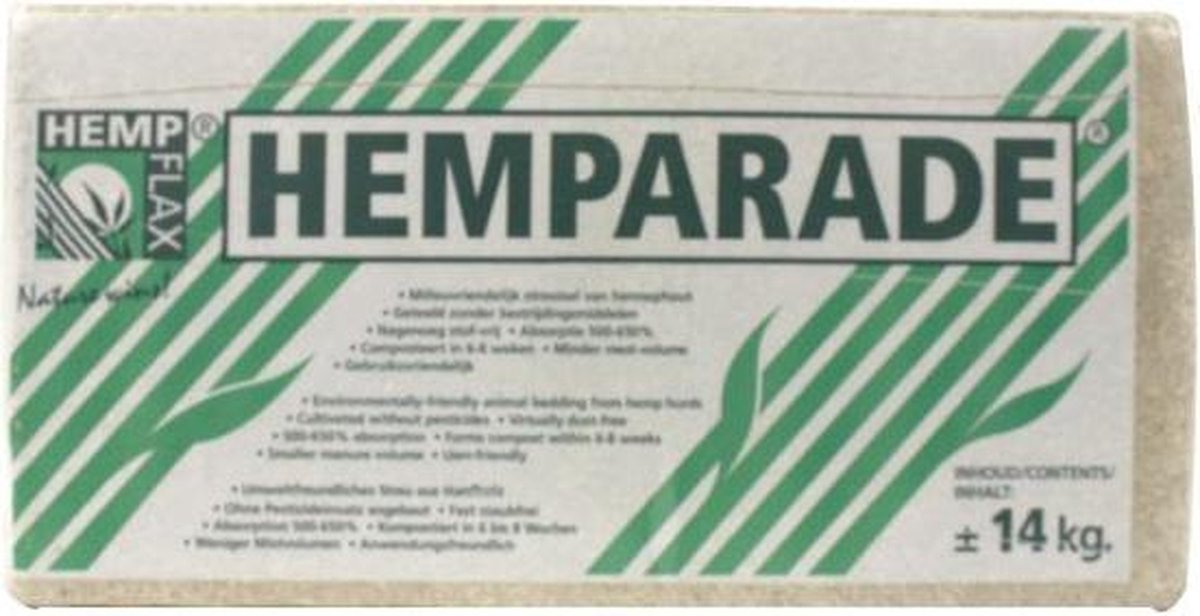 HEMP®
FLAX
HEMPARADE®
Nature wins!
• Milieuvriendelijk strooisel van hennephout
• Geteeld zonder bestrijdingsmiddelen
• Nagenoeg stof-vrij • Absorptie 500-650%
• Composteert in 6-8 weken • Minder mest-volume
• Gebruiksvriendelijk
• Environmentally-friendly animal bedding from hemp hurds
• Cultivated without pesticides • Virtually dust-free
• 500-650% absorption • Forms compost within 6-8 weeks
• Smaller manure volume • User-friendly
• Umweltfreundliches Streu aus Hanfholz
• Ohne Pesticideinsatz angebaut • Fast staubfrei
• Absorption 500-650% • Kompostiert in 6 bis 8 Wochen
• Weniger Mistvolumen • Anwendungsfreundlich
INHOUD/CONTENTS/
INHALT:
± 14 kg.